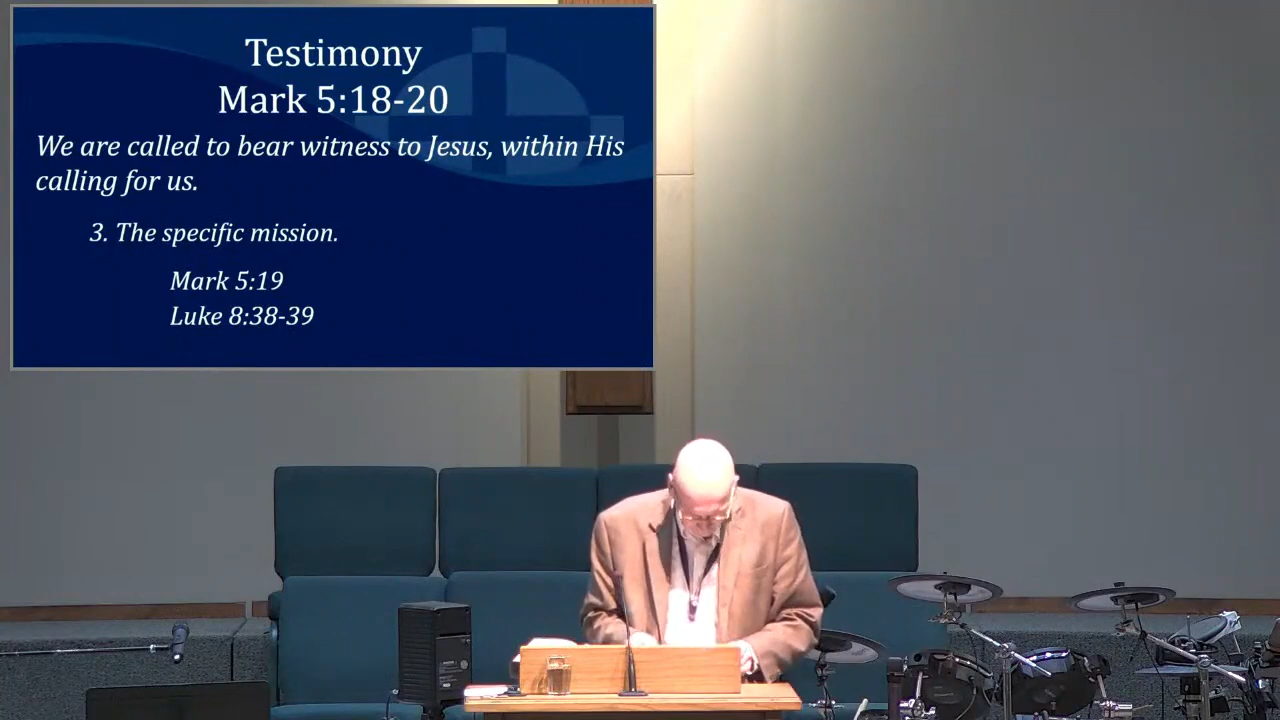 Testimony
Mark 5:18-20
We are called to bear witness to Jesus, within His
calling for us.
3. The specific mission.
Mark 5:19
Luke 8:38-39